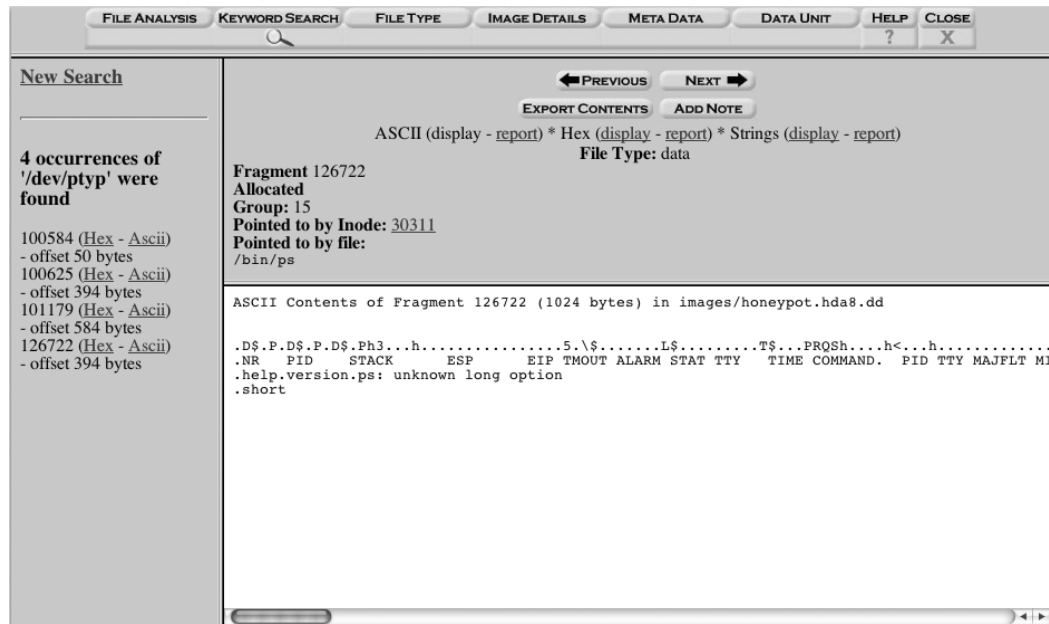 FILE ANALYSIS KEYWORD SEARCH FILE TYPE IMAGE DETAILS META DATA DATA UNIT HELP CLOSE
? X
New Search
4 occurrences of
'/dev/ptyp' were
found
100584 (Hex - Ascii)
- offset 50 bytes
100625 (Hex - Ascii)
- offset 394 bytes
101179 (Hex - Ascii)
- offset 584 bytes
126722 (Hex - Ascii)
- offset 394 bytes
PREVIOUS NEXT
EXPORT CONTENTS ADD NOTE
ASCII (display - report) * Hex (display - report) * Strings (display - report)
File Type: data
Fragment 126722
Allocated
Group: 15
Pointed to by Inode: 30311
Pointed to by file:
/bin/ps
ASCII Contents of Fragment 126722 (1024 bytes) in images/honeypot.hda8.dd
.D$.P.D$.P.D$.Ph3...h................5.\$.......L$.........T$...PRQSh....h<...h.............
.NR PID STACK ESP EIP TMOUT ALARM STAT TTY TIME COMMAND. PID TTY MAJFLT MI
.help.version.ps: unknown long option
.short